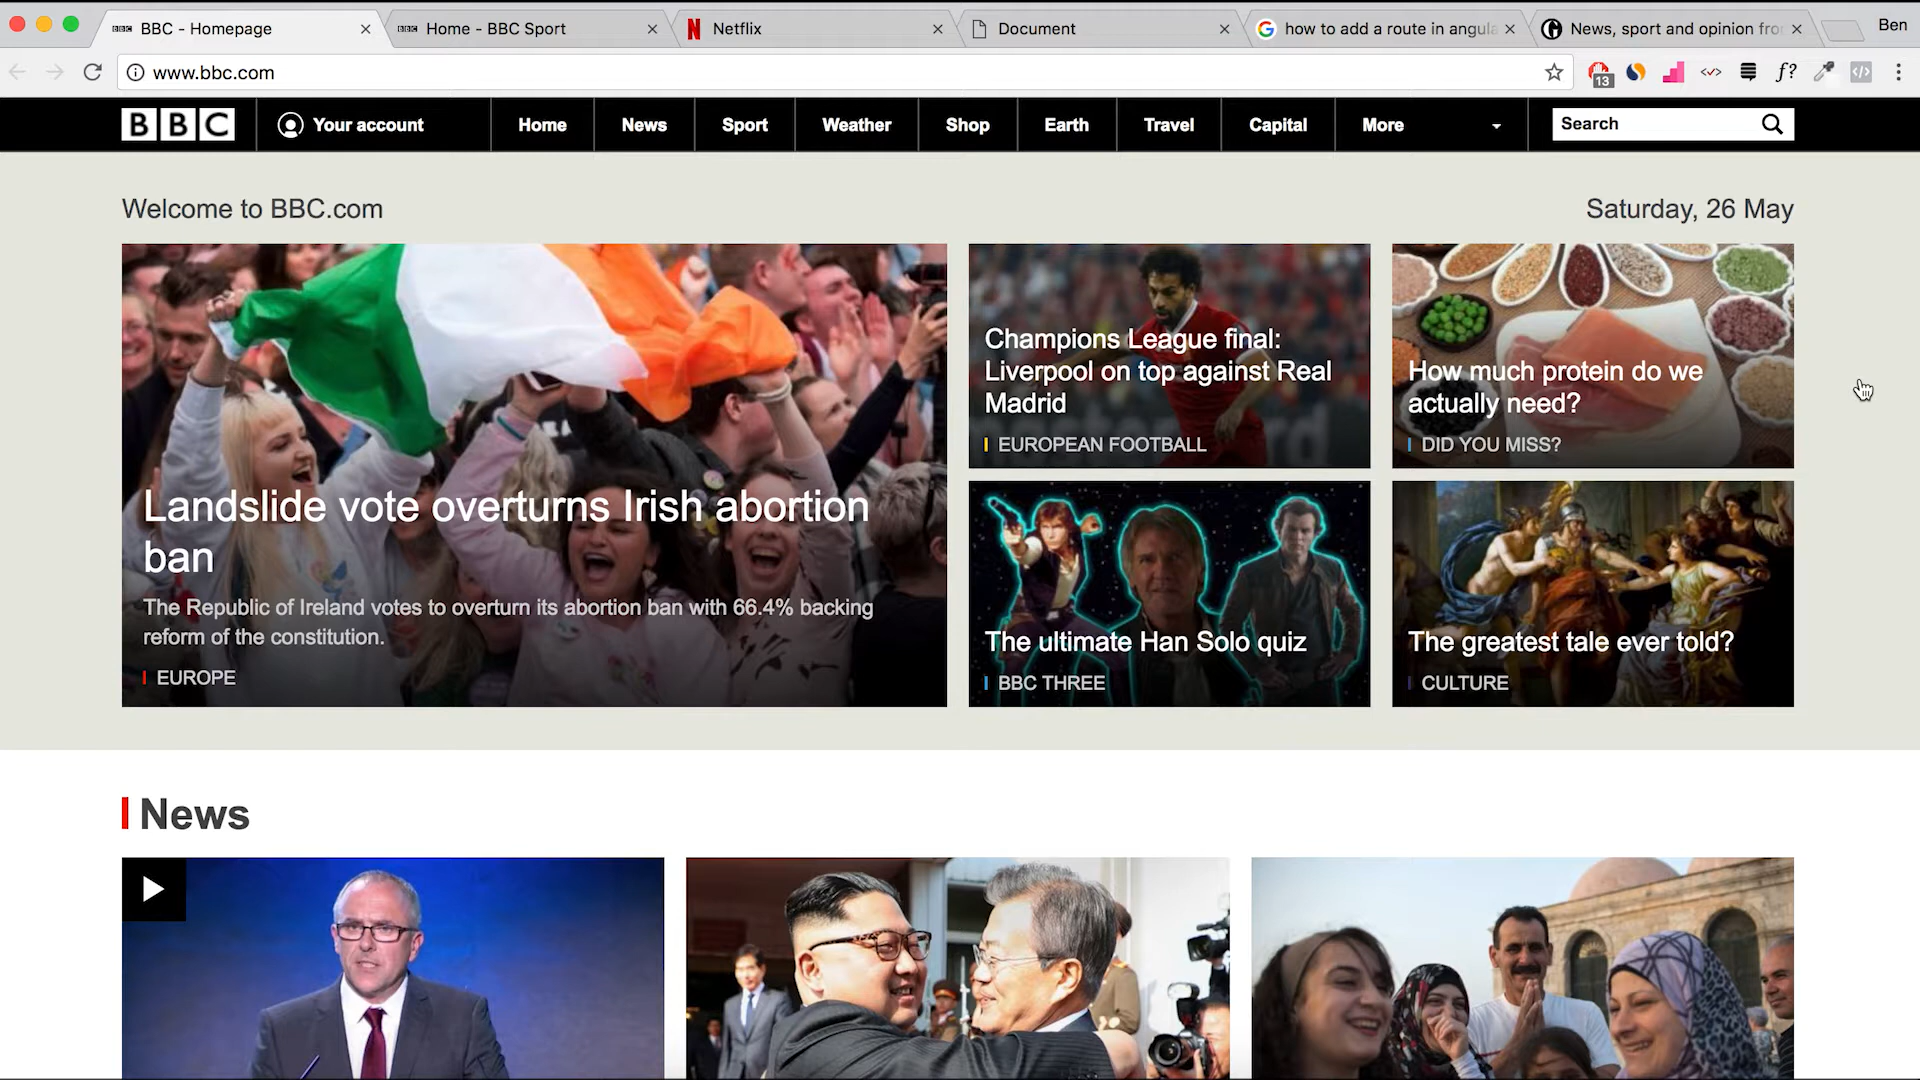 BBC - Homepage
Home - BBC Sport
Netflix
Document
how to add a route in angula
News, sport and opinion fro
Ben
www.bbc.com
13
f?
BBC
Your account
Home
News
Sport
Weather
Shop
Earth
Travel
Capital
More
Search
Welcome to BBC.com
Saturday, 26 May
Landslide vote overturns Irish abortion
ban
The Republic of Ireland votes to overturn its abortion ban with 66.4% backing
reform of the constitution.
EUROPE
Champions League final:
Liverpool on top against Real
Madrid
EUROPEAN FOOTBALL
How much protein do we
actually need?
DID YOU MISS?
The ultimate Han Solo quiz
BBC THREE
The greatest tale ever told?
CULTURE
News